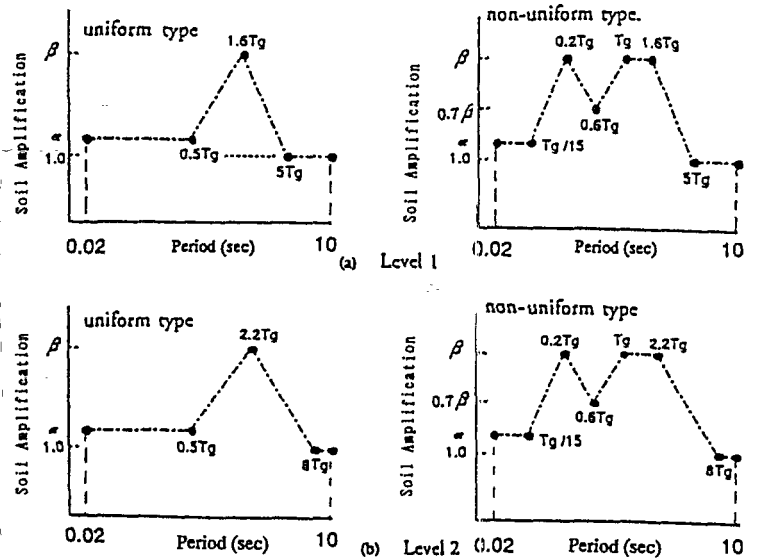 uniform type
Soil Amplification
β
α
1.0
1.6Tg
0.5Tg
5Tg
0.02
Period (sec)
10
non-uniform type.
Soil Amplification
β
0.7β
α
1.0
0.2Tg
Tg
1.6Tg
0.6Tg
Tg/15
5Tg
0.02
Period (sec)
10
(a) Level 1
uniform type
Soil Amplification
β
α
1.0
2.2Tg
0.5Tg
8Tg
0.02
Period (sec)
10
non-uniform type
Soil Amplification
β
0.7β
α
1.0
0.2Tg
Tg
2.2Tg
0.6Tg
Tg/15
8Tg
0.02
Period (sec)
10
(b) Level 2